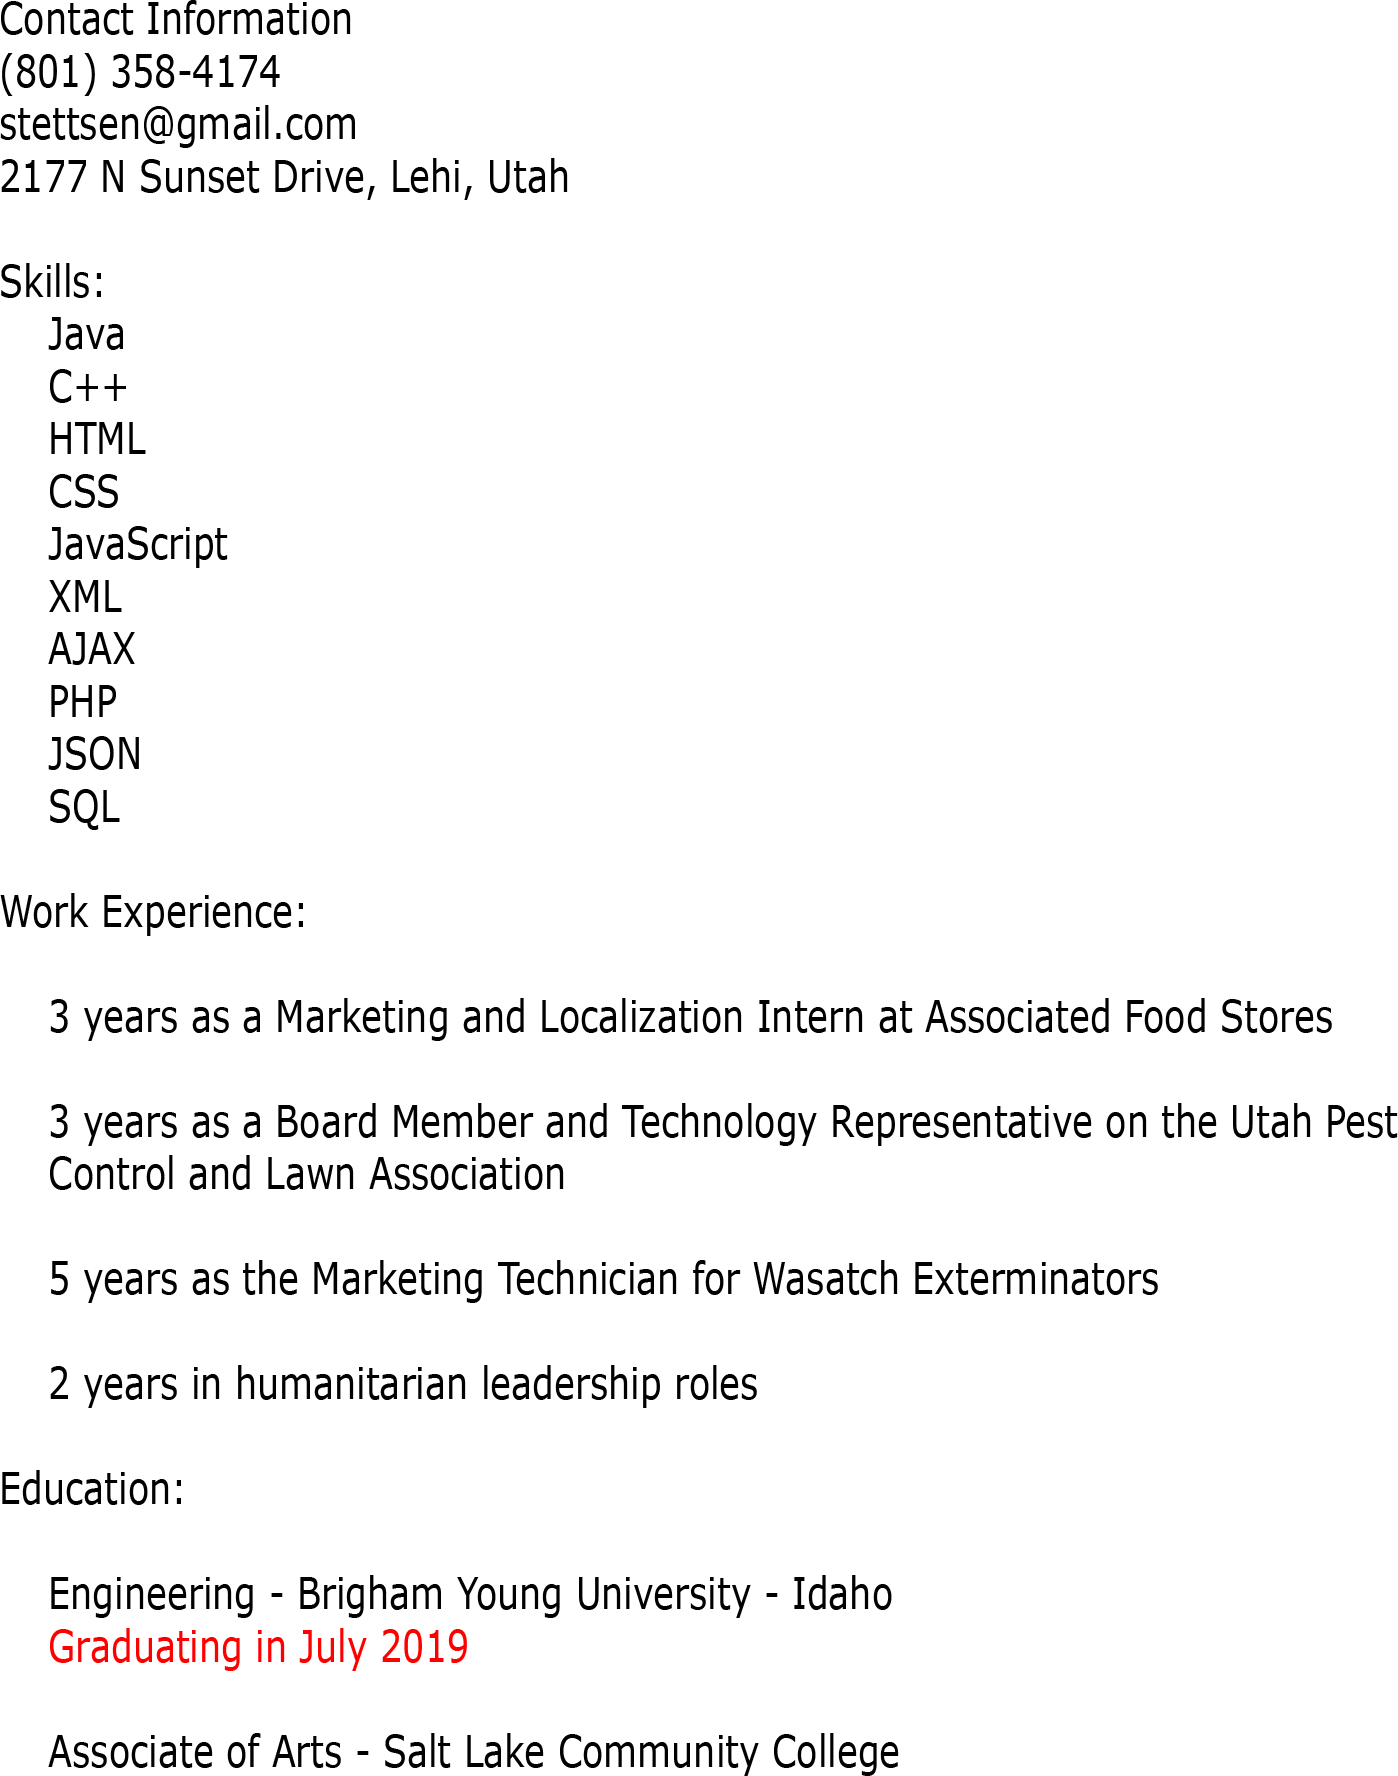 Contact Information
(801) 358-4174
stettsen@gmail.com
2177 N Sunset Drive, Lehi, Utah
Skills:
Java
C++
HTML
CSS
JavaScript
XML
AJAX
PHP
JSON
SQL
Work Experience:
3 years as a Marketing and Localization Intern at Associated Food Stores
3 years as a Board Member and Technology Representative on the Utah Pest
Control and Lawn Association
5 years as the Marketing Technician for Wasatch Exterminators
2 years in humanitarian leadership roles
Education:
Engineering - Brigham Young University - Idaho
Graduating in July 2019
Associate of Arts - Salt Lake Community College